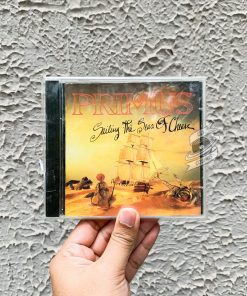 PRIMUS
Sailing The Seas Of Cheese